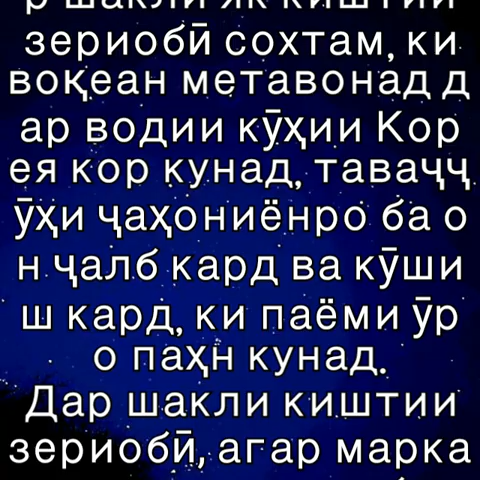 р шакли як киштии
зериобӣ сохтам, ки
воқеан метавонад д
ар водии кӯҳии Кор
ея кор кунад, таваҷҷ
ӯҳи ҷаҳониёнро ба о
н ҷалб кард ва кӯши
ш кард, ки паёми ӯр
о паҳн кунад.
Дар шакли киштии
зериобӣ, агар марка